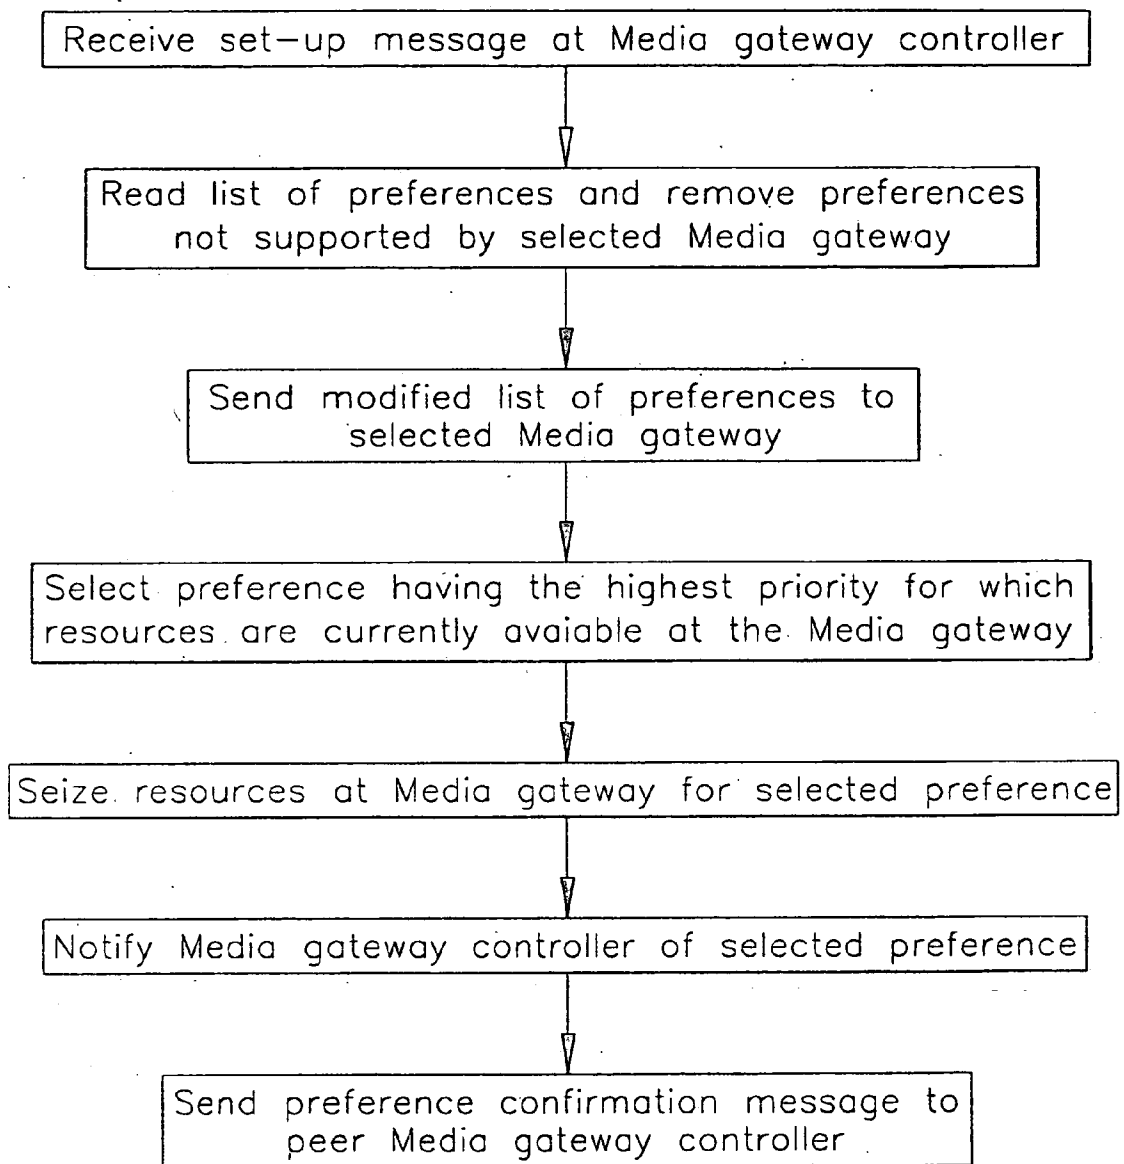 Receive set-up message at Media gateway controller
Read list of preferences and remove preferences
not supported by selected Media gateway
Send modified list of preferences to
selected Media gateway
Select preference having the highest priority for which
resources are currently avaiable at the Media gateway
Seize resources at Media gateway for selected preference
Notify Media gateway controller of selected preference
Send preference confirmation message to
peer Media gateway controller